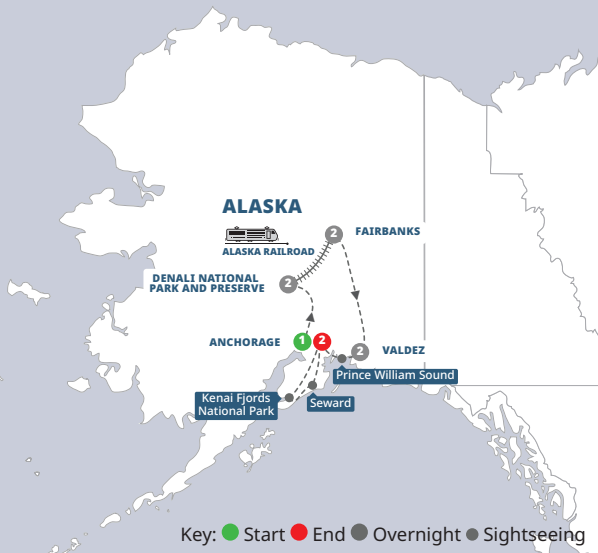 ALASKA
ALASKA RAILROAD
2
FAIRBANKS
DENALI NATIONAL
PARK AND PRESERVE
2
ANCHORAGE
1
2
2
VALDEZ
Prince William Sound
Kenai Fjords
National Park
Seward
Key: Start End Overnight Sightseeing